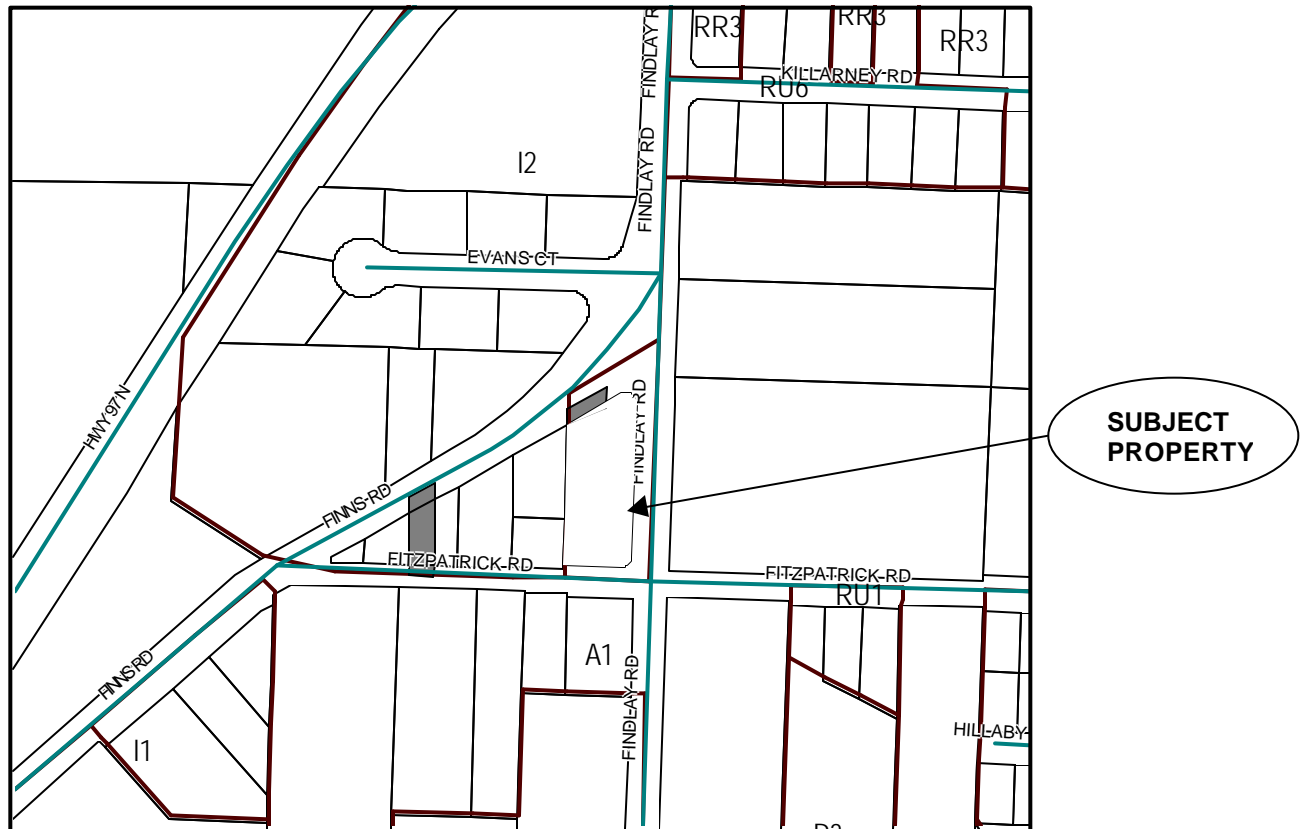 RR3
RR3
RR3
FINDLAY R
KILLARNEY RD
RU6
FINDLAY RD
I2
FINDLAY RD
EVANS CT
HWY 97 N
FINDLAY RD
SUBJECT
PROPERTY
FINNS RD
FITZPATRICK RD
FITZPATRICK RD
RU1
A1
FINNS RD
FINDLAY RD
I1
HILLABY